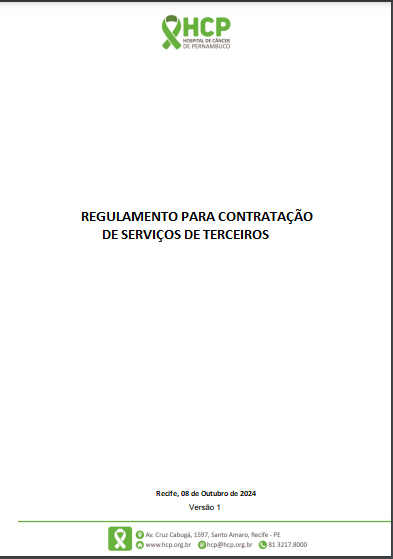 HCP
HOSPITAL DE CÂNCER
DE PERNAMBUCO
REGULAMENTO PARA CONTRATAÇÃO
DE SERVIÇOS DE TERCEIROS
Recife, 08 de Outubro de 2024
Versão 1
Av. Cruz Cabugá, 1597, Santo Amaro, Recife - PE
www.hcp.org.br hcp@hcp.org.br 81 3217.8000